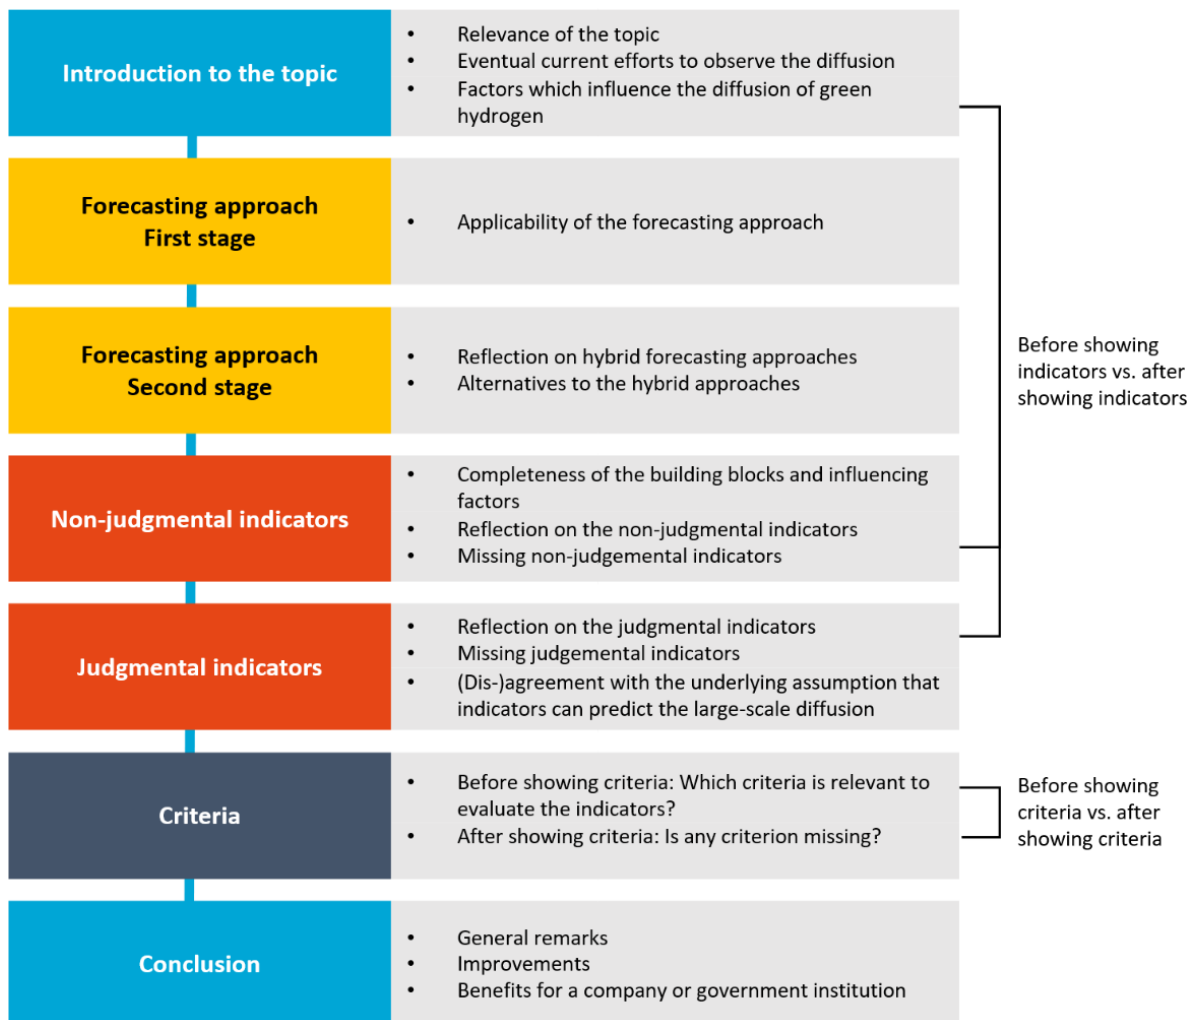 Introduction to the topic
• Relevance of the topic
• Eventual current efforts to observe the diffusion
• Factors which influence the diffusion of green
hydrogen
Forecasting approach
First stage
• Applicability of the forecasting approach
Forecasting approach
Second stage
• Reflection on hybrid forecasting approaches
• Alternatives to the hybrid approaches
Before showing
indicators vs. after
showing indicators
Non-judgmental indicators
• Completeness of the building blocks and influencing
factors
• Reflection on the non-judgmental indicators
• Missing non-judgemental indicators
Judgmental indicators
• Reflection on the judgmental indicators
• Missing judgemental indicators
• (Dis-)agreement with the underlying assumption that
indicators can predict the large-scale diffusion
Criteria
• Before showing criteria: Which criteria is relevant to
evaluate the indicators?
• After showing criteria: Is any criterion missing?
Before showing
criteria vs. after
showing criteria
Conclusion
• General remarks
• Improvements
• Benefits for a company or government institution